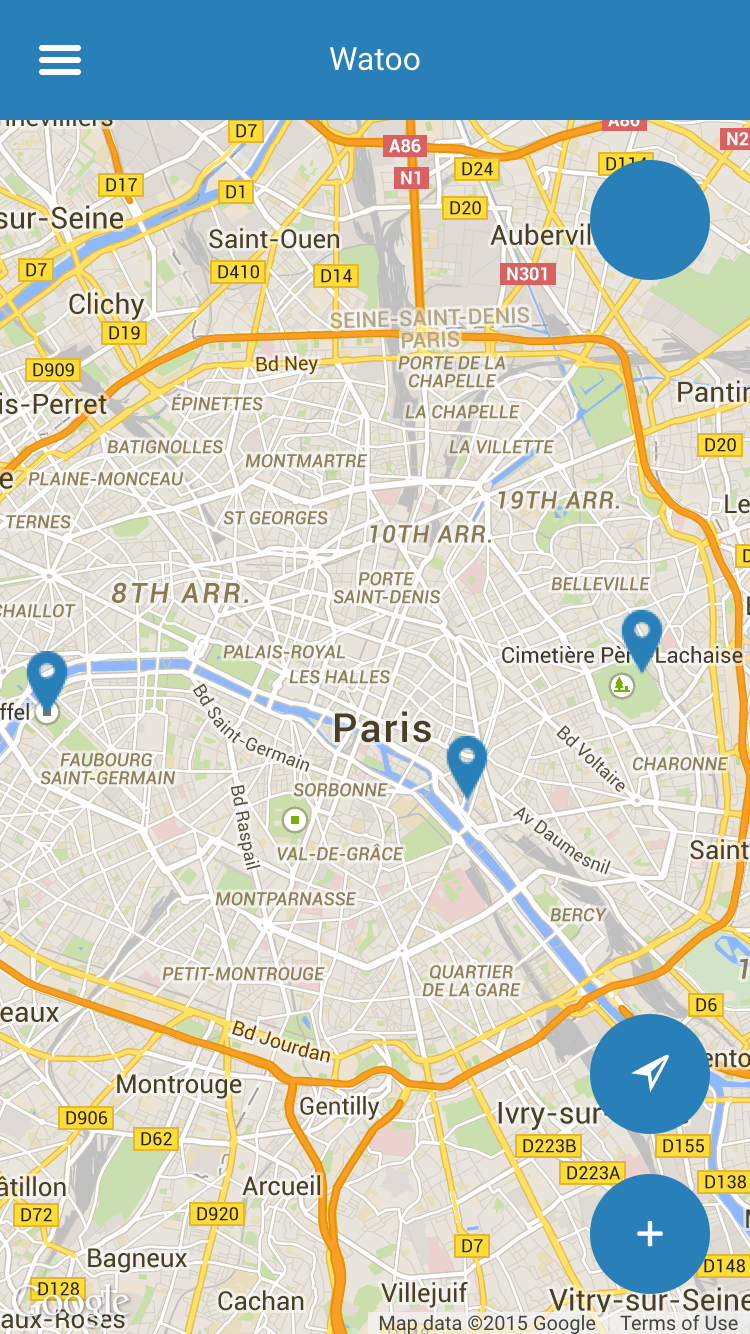 Watoo
D7
A86
A86
N2
D24
D17
N1
D1
D20
sur-Seine
Saint-Ouen
D7
D410
D14
N301
Clichy
SEINE-SAINT-DENIS
D19
PARIS
Bd Ney
PORTE DE LA
CHAPELLE
D909
is-Perret
ÉPINETTES
LA CHAPELLE
D20
BATIGNOLLES
LA VILLETTE
MONTMARTRE
PLAINE-MONCEAU
19TH ARR.
TERNES
ST GEORGES
10TH ARR.
PORTE
SAINT-DENIS
BELLEVILLE
8TH ARR.
CHAILLOT
PALAIS-ROYAL
Cimetière Père Lachaise
LES HALLES
ffel
Bd Saint-Germain
Paris
Bd Voltaire
FAUBOURG
SAINT-GERMAIN
CHARONNE
SORBONNE
Bd Raspail
Av Daumesnil
VAL-DE-GRÂCE
Saint
MONTPARNASSE
BERCY
PETIT-MONTROUGE
QUARTIER
DE LA GARE
D6
eaux
Bd Jourdan
ento
Montrouge
Gentilly
Ivry-sur-
D906
D62
D223B
D155
D223A
âtillon
Arcueil
D138
D72
D920
D7
Bagneux
D148
D128
Cachan
Villejuif
Vitry-sur-Seine
Google
aux-Roses
Map data ©2015 Google
Terms of Use